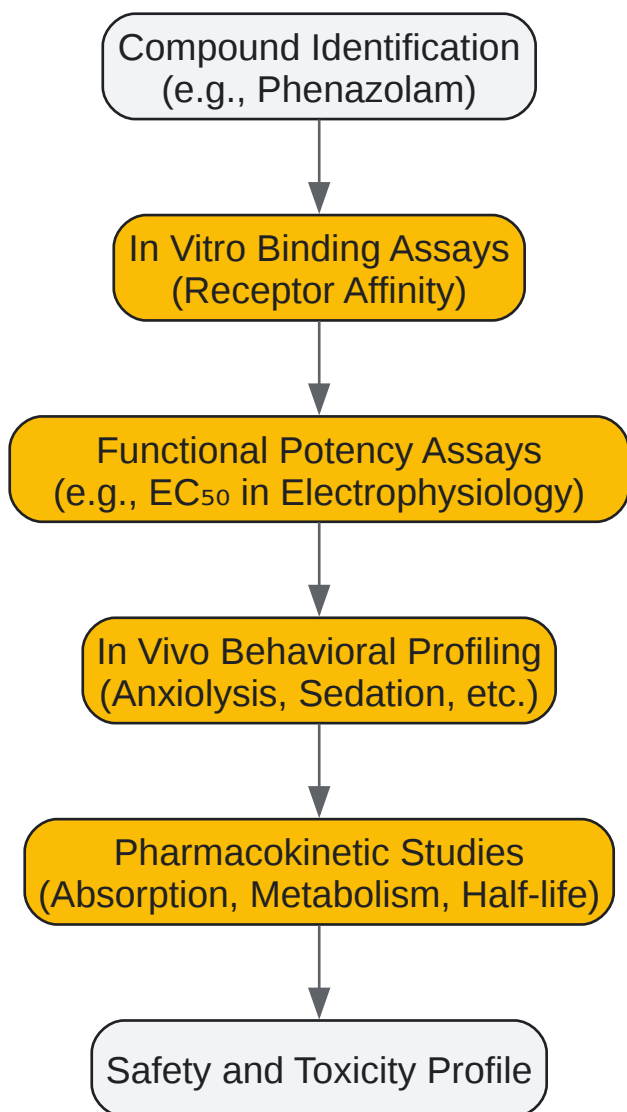 Compound Identification
(e.g., Phenazolam)
In Vitro Binding Assays
(Receptor Affinity)
Functional Potency Assays
(e.g., EC₅₀ in Electrophysiology)
In Vivo Behavioral Profiling
(Anxiolysis, Sedation, etc.)
Pharmacokinetic Studies
(Absorption, Metabolism, Half-life)
Safety and Toxicity Profile